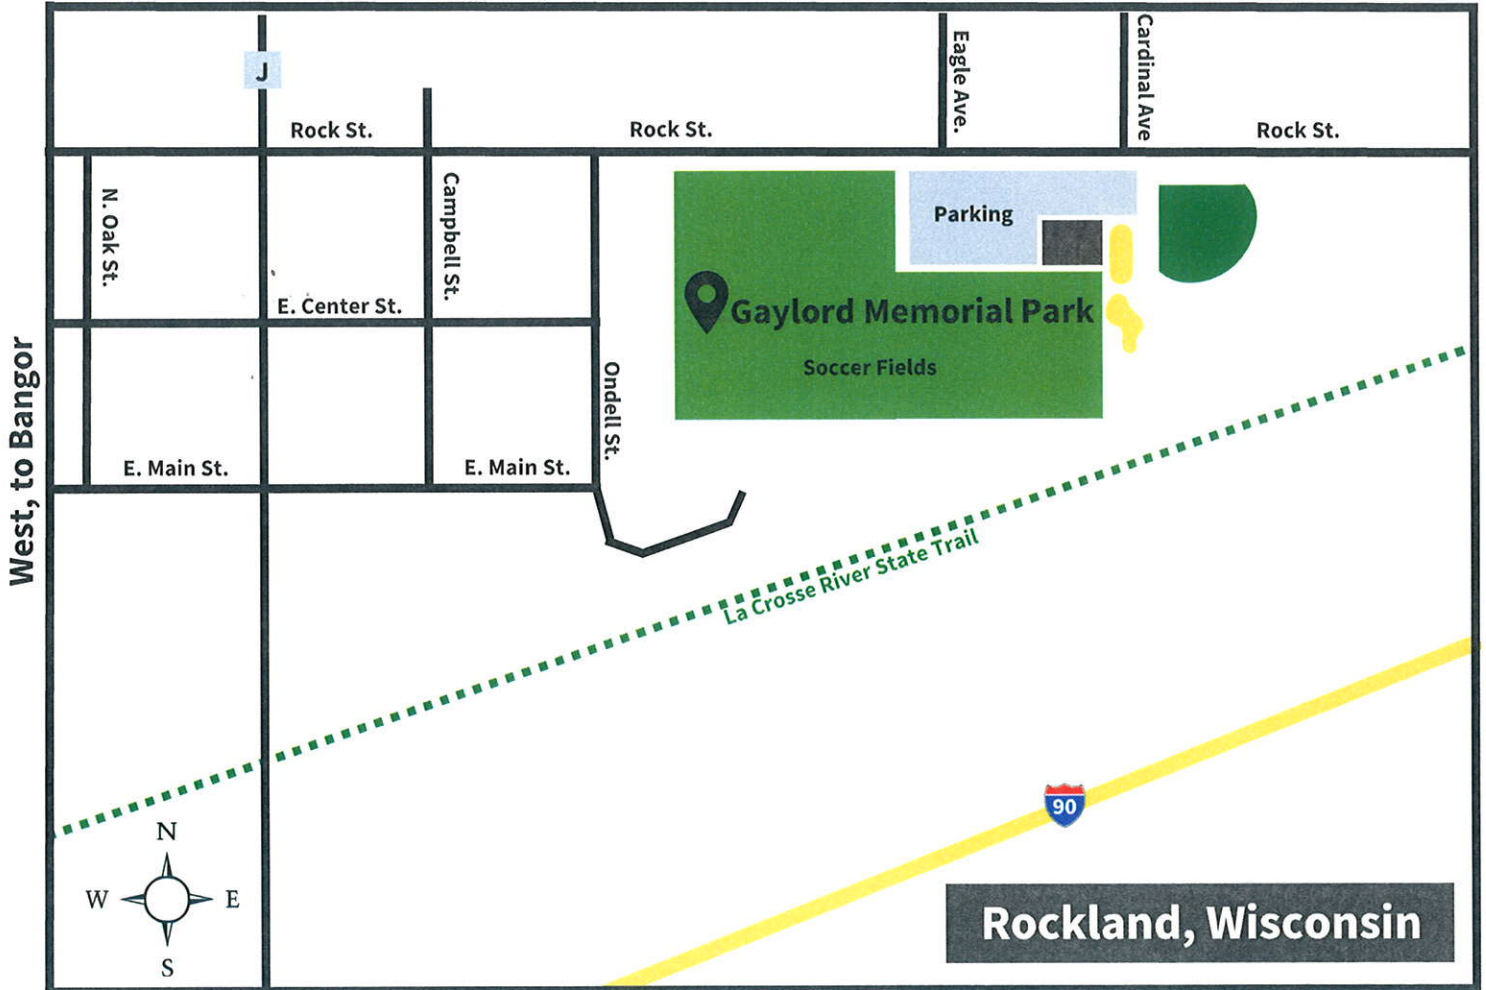 J
Eagle Ave.
Cardinal Ave
Rock St.
Rock St.
Rock St.
N. Oak St.
Campbell St.
Parking
E. Center St.
Gaylord Memorial Park
Soccer Fields
Ondell St.
West, to Bangor
E. Main St.
E. Main St.
La Crosse River State Trail
90
N
W
E
S
Rockland, Wisconsin